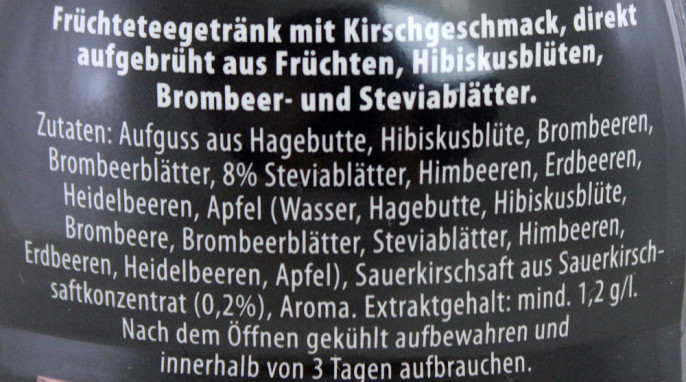 Früchteteegetränk mit Kirschgeschmack, direkt
aufgebrüht aus Früchten, Hibiskusblüten,
Brombeer- und Steviablätter.
Zutaten: Aufguss aus Hagebutte, Hibiskusblüte, Brombeeren,
Brombeerblätter, 8% Steviablätter, Himbeeren, Erdbeeren,
Heidelbeeren, Apfel (Wasser, Hagebutte, Hibiskusblüte,
Brombeere, Brombeerblätter, Steviablätter, Himbeeren,
Erdbeeren, Heidelbeeren, Apfel), Sauerkirschsaft aus Sauerkirsch-
saftkonzentrat (0,2%), Aroma. Extraktgehalt: mind. 1,2 g/l.
Nach dem Öffnen gekühlt aufbewahren und
innerhalb von 3 Tagen aufbrauchen.